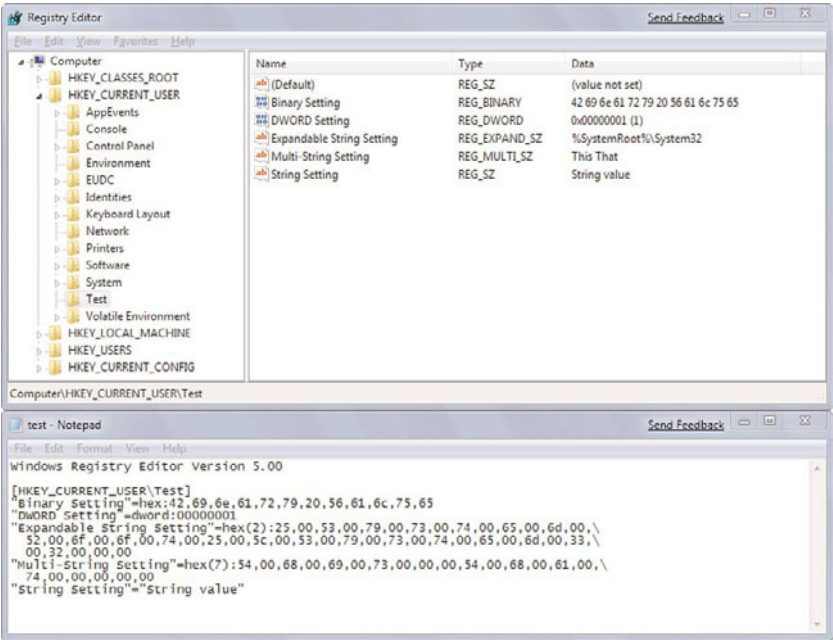 Registry Editor
Send Feedback
File Edit View Favorites Help
Computer
HKEY_CLASSES_ROOT
HKEY_CURRENT_USER
AppEvents
Console
Control Panel
Environment
EUDC
Identities
Keyboard Layout
Network
Printers
Software
System
Test
Volatile Environment
HKEY_LOCAL_MACHINE
HKEY_USERS
HKEY_CURRENT_CONFIG
Name Type Data
(Default) REG_SZ (value not set)
Binary Setting REG_BINARY 42 69 6e 61 72 79 20 56 61 6c 75 65
DWORD Setting REG_DWORD 0x00000001 (1)
Expandable String Setting REG_EXPAND_SZ %SystemRoot%\System32
Multi-String Setting REG_MULTI_SZ This That
String Setting REG_SZ String value
Computer\HKEY_CURRENT_USER\Test
test - Notepad
Send Feedback
File Edit Format View Help
Windows Registry Editor Version 5.00
[HKEY_CURRENT_USER\Test]
"Binary Setting"=hex:42,69,6e,61,72,79,20,56,61,6c,75,65
"DWORD Setting"=dword:00000001
"Expandable String Setting"=hex(2):25,00,53,00,79,00,73,00,74,00,65,00,6d,00,\
52,00,6f,00,6f,00,74,00,25,00,5c,00,53,00,79,00,73,00,74,00,65,00,6d,00,33,\
00,32,00,00,00
"Multi-String Setting"=hex(7):54,00,68,00,69,00,73,00,00,00,54,00,68,00,61,00,\
74,00,00,00,00,00
"String Setting"="String value"